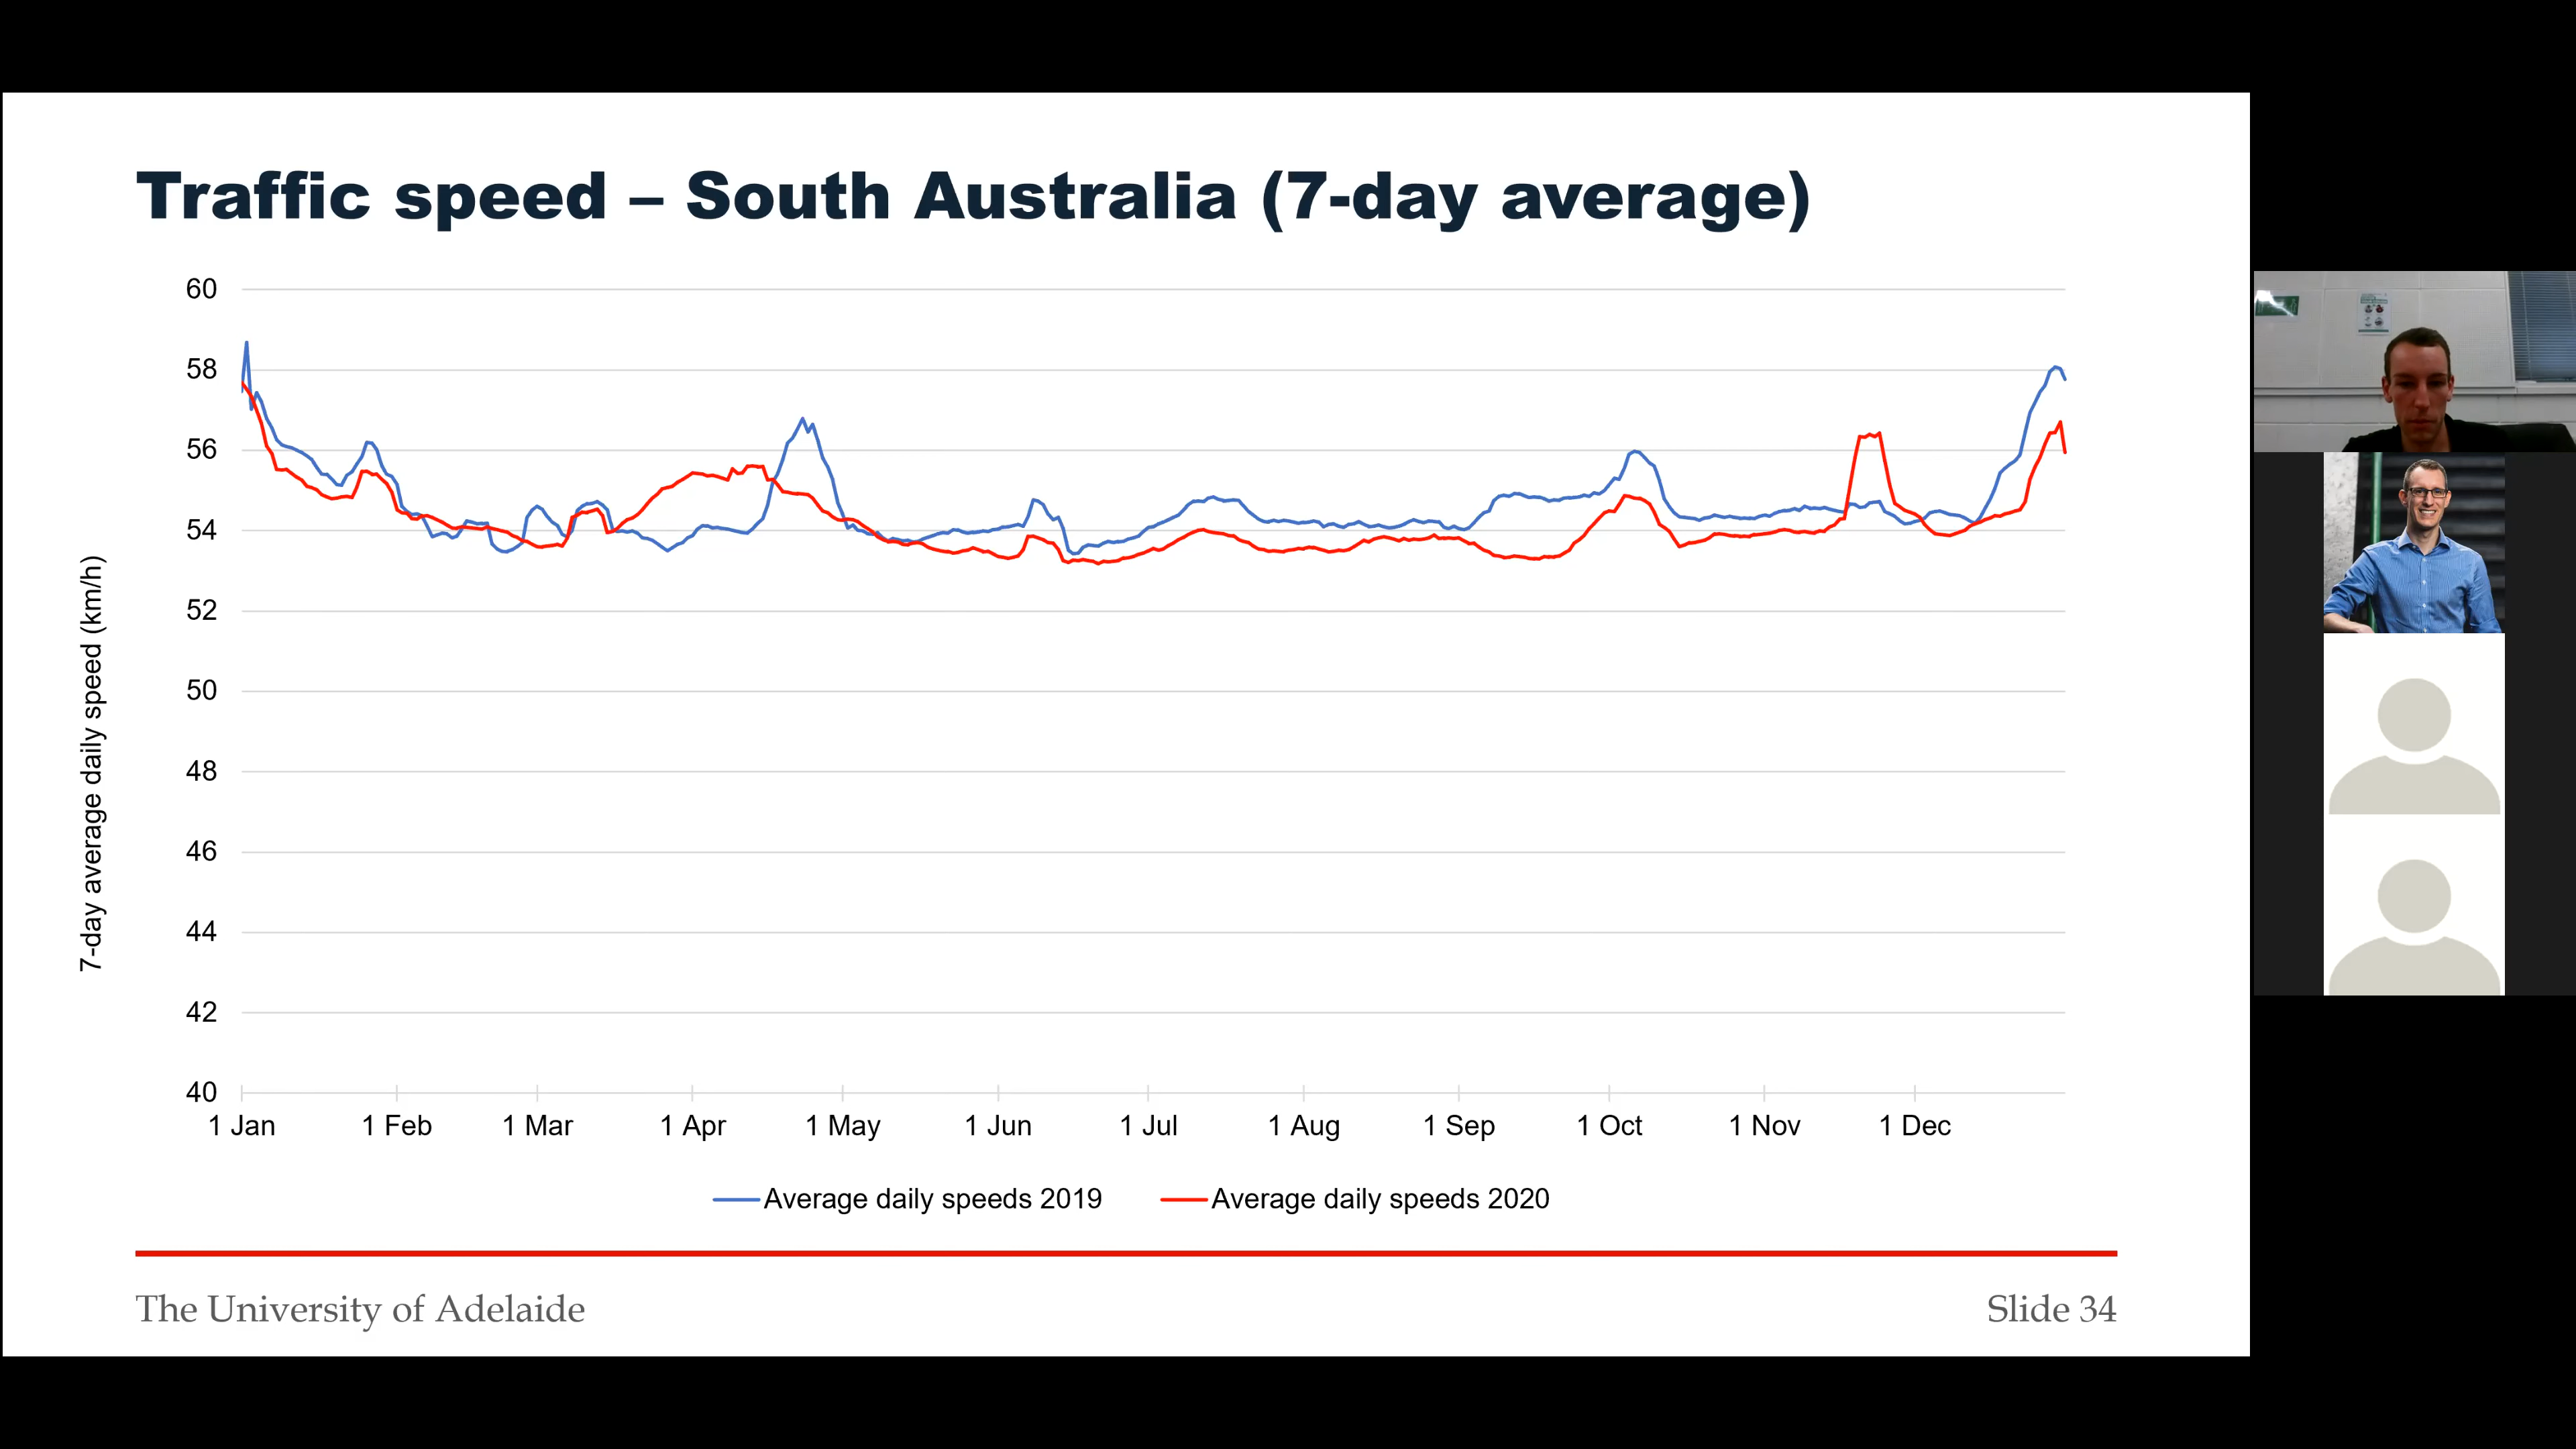 Traffic speed – South Australia (7-day average)
7-day average daily speed (km/h)
60
58
56
54
52
50
48
46
44
42
40
1 Jan 1 Feb 1 Mar 1 Apr 1 May 1 Jun 1 Jul 1 Aug 1 Sep 1 Oct 1 Nov 1 Dec
Average daily speeds 2019 Average daily speeds 2020
The University of Adelaide Slide 34